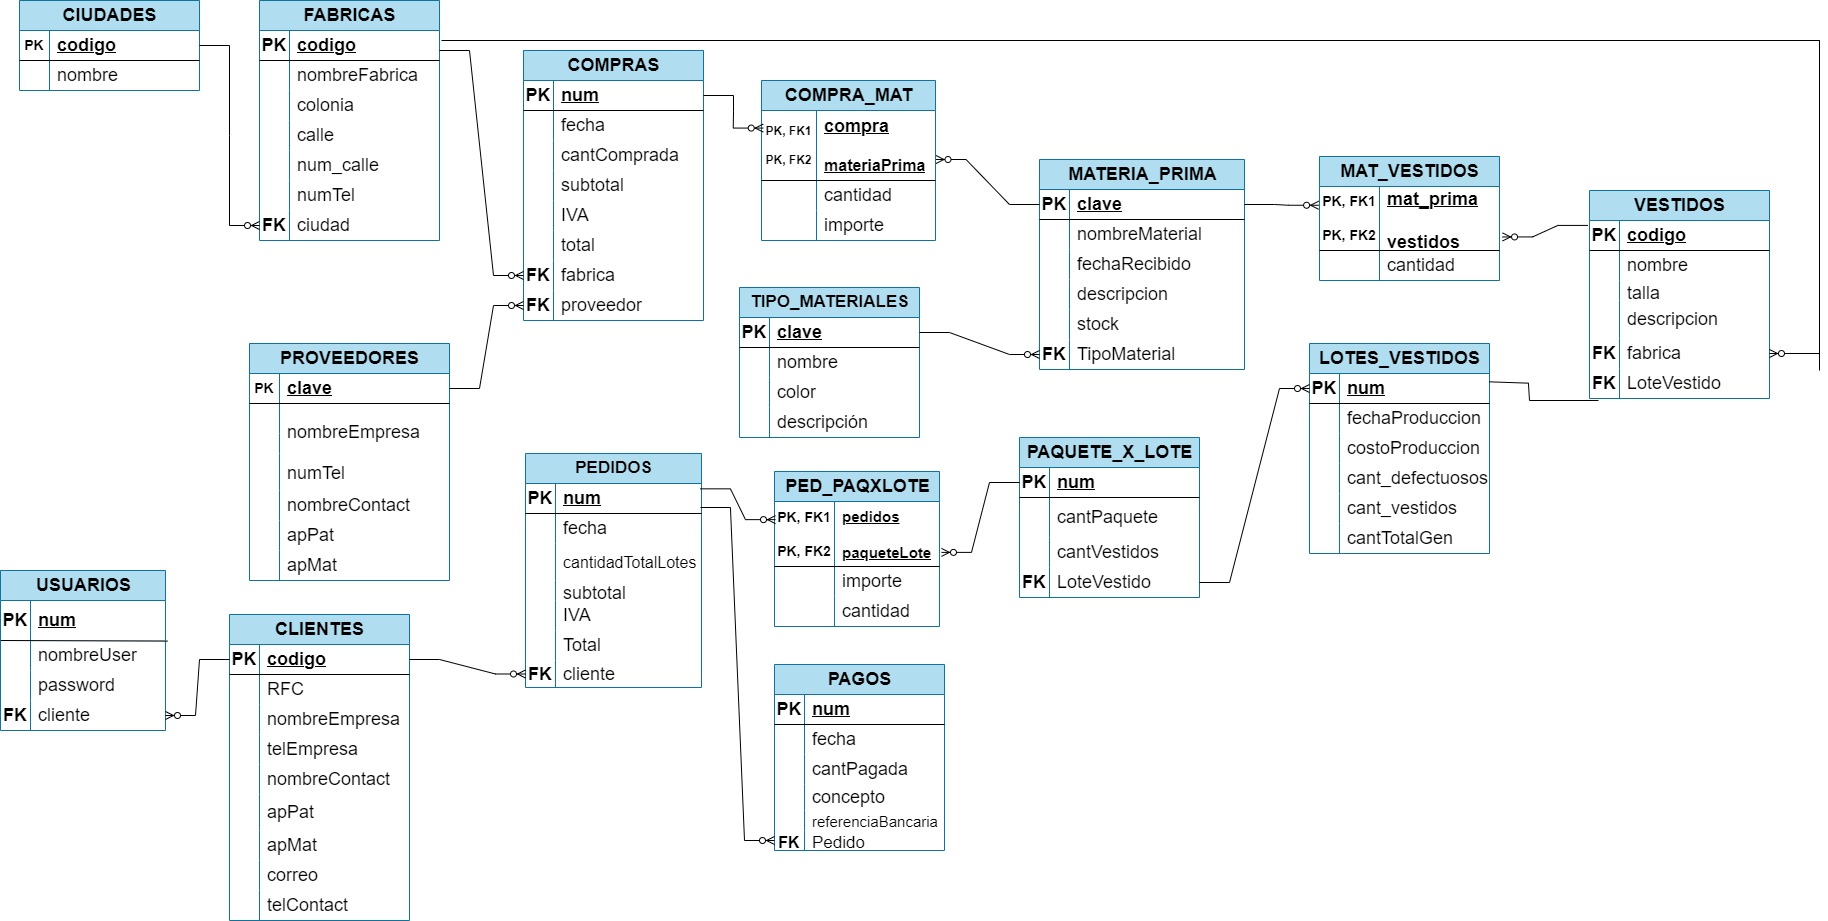 CIUDADES
PK codigo
nombre
FABRICAS
PK codigo
nombreFabrica
colonia
calle
num_calle
numTel
FK ciudad
COMPRAS
PK num
fecha
cantComprada
subtotal
IVA
total
FK fabrica
FK proveedor
COMPRA_MAT
PK, FK1 compra
PK, FK2 materiaPrima
cantidad
importe
MATERIA_PRIMA
PK clave
nombreMaterial
fechaRecibido
descripcion
stock
FK TipoMaterial
MAT_VESTIDOS
PK, FK1 mat_prima
PK, FK2 vestidos
cantidad
VESTIDOS
PK codigo
nombre
talla
descripcion
FK fabrica
FK LoteVestido
TIPO_MATERIALES
PK clave
nombre
color
descripción
PROVEEDORES
PK clave
nombreEmpresa
numTel
nombreContact
apPat
apMat
LOTES_VESTIDOS
PK num
fechaProduccion
costoProduccion
cant_defectuosos
cant_vestidos
cantTotalGen
PEDIDOS
PK num
fecha
cantidadTotalLotes
subtotal
IVA
Total
FK cliente
PED_PAQXLOTE
PK, FK1 pedidos
PK, FK2 paqueteLote
importe
cantidad
PAQUETE_X_LOTE
PK num
cantPaquete
cantVestidos
FK LoteVestido
USUARIOS
PK num
nombreUser
password
FK cliente
CLIENTES
PK codigo
RFC
nombreEmpresa
telEmpresa
nombreContact
apPat
apMat
correo
telContact
PAGOS
PK num
fecha
cantPagada
concepto
referenciaBancaria
FK Pedido